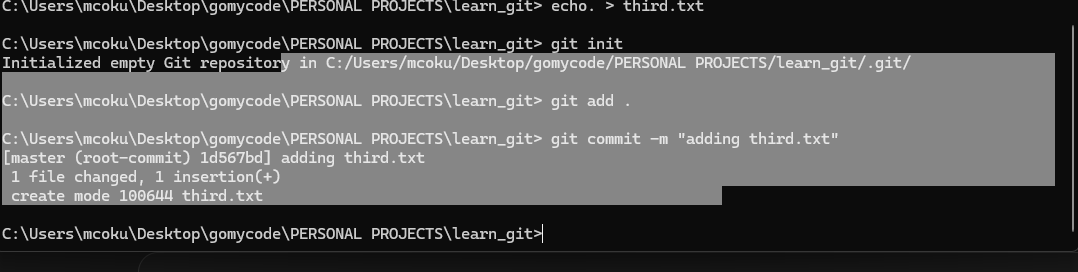 C:\Users\mcoku\Desktop\gomycode\PERSONAL PROJECTS\learn_git> echo. > third.txt
C:\Users\mcoku\Desktop\gomycode\PERSONAL PROJECTS\learn_git> git init
Initialized empty Git repository in C:/Users/mcoku/Desktop/gomycode/PERSONAL PROJECTS/learn_git/.git/
C:\Users\mcoku\Desktop\gomycode\PERSONAL PROJECTS\learn_git> git add .
C:\Users\mcoku\Desktop\gomycode\PERSONAL PROJECTS\learn_git> git commit -m "adding third.txt"
[master (root-commit) 1d567bd] adding third.txt
 1 file changed, 1 insertion(+)
 create mode 100644 third.txt
C:\Users\mcoku\Desktop\gomycode\PERSONAL PROJECTS\learn_git>